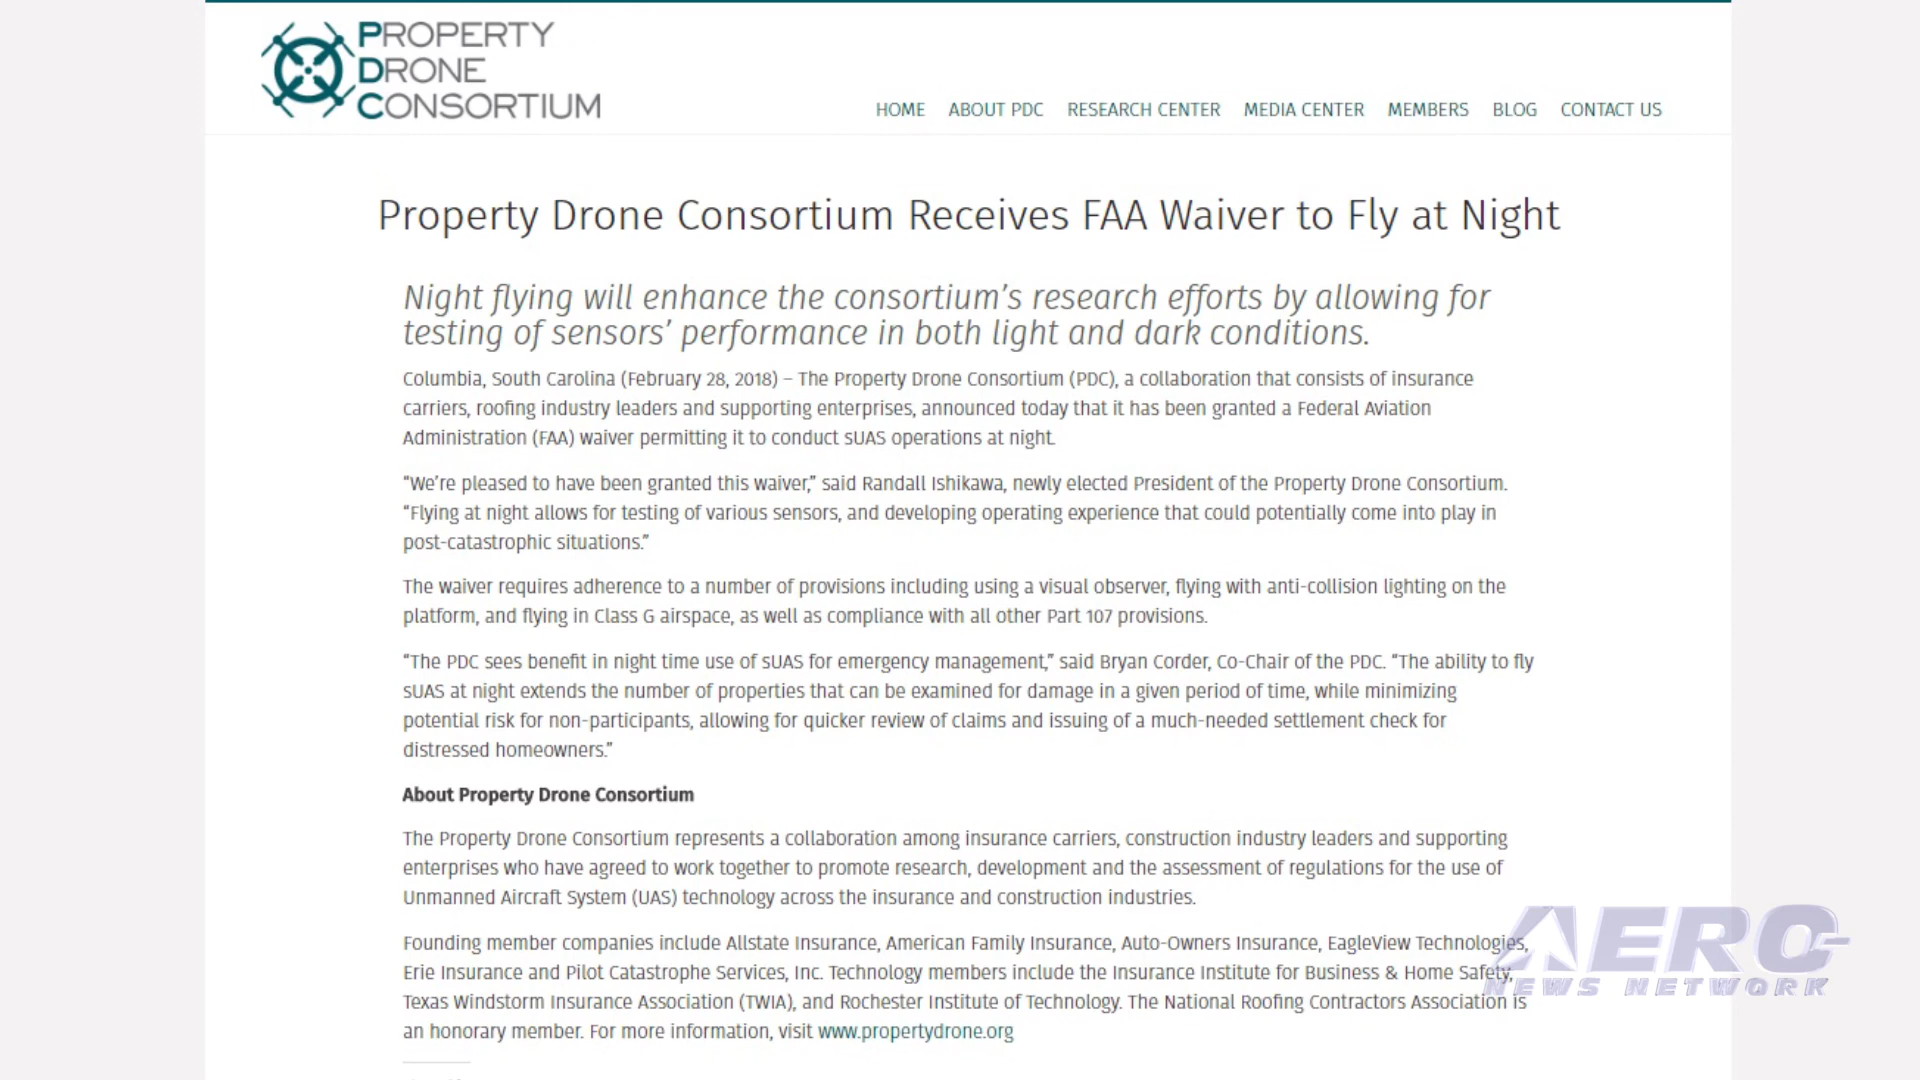 PROPERTY
DRONE
CONSORTIUM
HOME ABOUT PDC RESEARCH CENTER MEDIA CENTER MEMBERS BLOG CONTACT US
Property Drone Consortium Receives FAA Waiver to Fly at Night
Night flying will enhance the consortium’s research efforts by allowing for
testing of sensors’ performance in both light and dark conditions.
Columbia, South Carolina (February 28, 2018) – The Property Drone Consortium (PDC), a collaboration that consists of insurance
carriers, roofing industry leaders and supporting enterprises, announced today that it has been granted a Federal Aviation
Administration (FAA) waiver permitting it to conduct sUAS operations at night.
“We’re pleased to have been granted this waiver,” said Randall Ishikawa, newly elected President of the Property Drone Consortium.
“Flying at night allows for testing of various sensors, and developing operating experience that could potentially come into play in
post-catastrophic situations.”
The waiver requires adherence to a number of provisions including using a visual observer, flying with anti-collision lighting on the
platform, and flying in Class G airspace, as well as compliance with all other Part 107 provisions.
“The PDC sees benefit in night time use of sUAS for emergency management,” said Bryan Corder, Co-Chair of the PDC. “The ability to fly
sUAS at night extends the number of properties that can be examined for damage in a given period of time, while minimizing
potential risk for non-participants, allowing for quicker review of claims and issuing of a much-needed settlement check for
distressed homeowners.”
About Property Drone Consortium
The Property Drone Consortium represents a collaboration among insurance carriers, construction industry leaders and supporting
enterprises who have agreed to work together to promote research, development and the assessment of regulations for the use of
Unmanned Aircraft System (UAS) technology across the insurance and construction industries.
Founding member companies include Allstate Insurance, American Family Insurance, Auto-Owners Insurance, EagleView Technologies,
Erie Insurance and Pilot Catastrophe Services, Inc. Technology members include the Insurance Institute for Business & Home Safety,
Texas Windstorm Insurance Association (TWIA), and Rochester Institute of Technology. The National Roofing Contractors Association is
an honorary member. For more information, visit www.propertydrone.org
AERO-
NEWS NETWORK